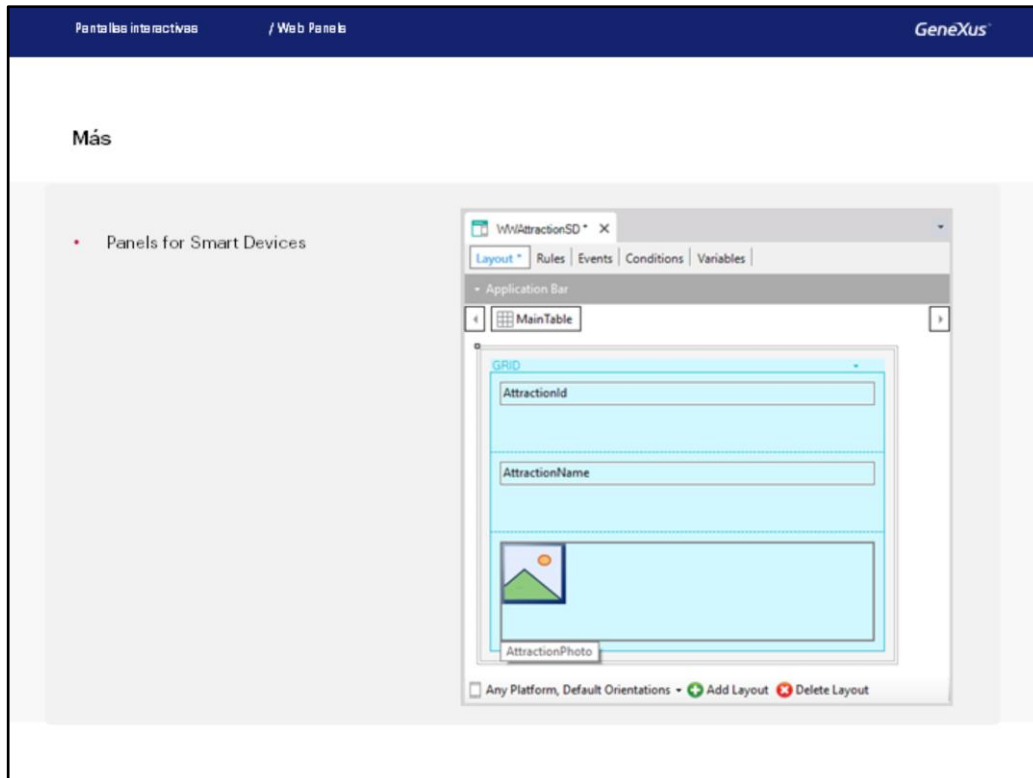 Pantallas interactivas / Web Panels GeneXus™
Más
• Panels for Smart Devices
WWAttractionSD * X
Layout * Rules Events Conditions Variables
Application Bar
MainTable
GRID
AttractionId
AttractionName
AttractionPhoto
Any Platform, Default Orientations Add Layout Delete Layout